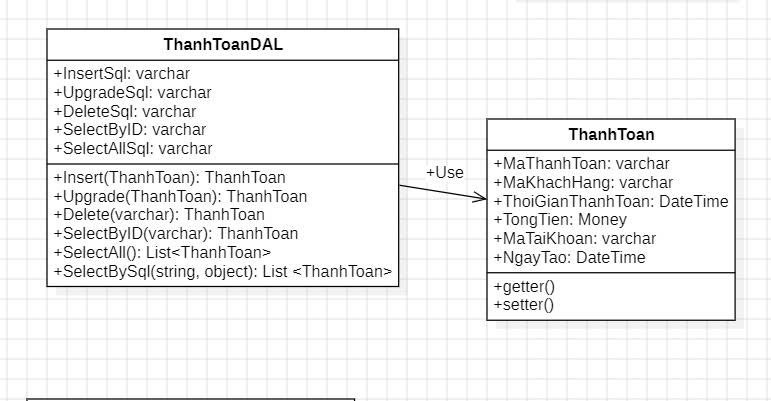 ThanhToanDAL
+InsertSql: varchar
+UpgradeSql: varchar
+DeleteSql: varchar
+SelectByID: varchar
+SelectAllSql: varchar
+Insert(ThanhToan): ThanhToan
+Upgrade(ThanhToan): ThanhToan
+Delete(varchar): ThanhToan
+SelectByID(varchar): ThanhToan
+SelectAll(): List<ThanhToan>
+SelectBySql(string, object): List <ThanhToan>
+Use
ThanhToan
+MaThanhToan: varchar
+MaKhachHang: varchar
+ThoiGianThanhToan: DateTime
+TongTien: Money
+MaTaiKhoan: varchar
+NgayTao: DateTime
+getter()
+setter()